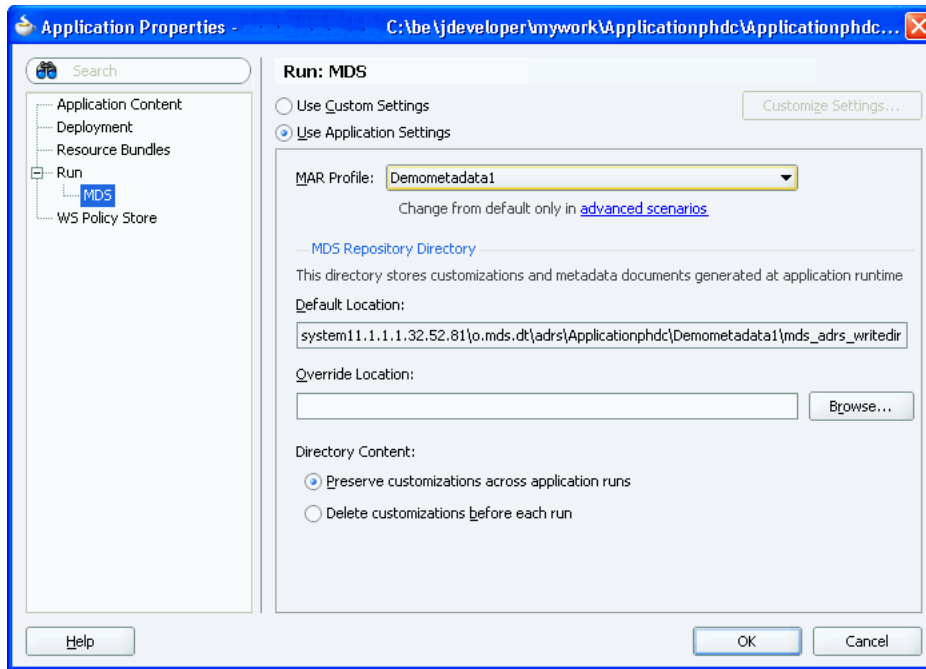 Application Properties - C:\be\jdeveloper\mywork\Applicationphdc\Applicationphdc...
Search
Run: MDS
Application Content
Deployment
Resource Bundles
Run
MDS
WS Policy Store
Use Custom Settings
Customize Settings...
Use Application Settings
MAR Profile: Demometadata1
Change from default only in advanced scenarios
MDS Repository Directory
This directory stores customizations and metadata documents generated at application runtime
Default Location:
system11.1.1.1.32.52.81\o.mds.dt\adrs\Applicationphdc\Demometadata1\mds_adrs_writedir
Override Location:
Browse...
Directory Content:
Preserve customizations across application runs
Delete customizations before each run
Help
OK
Cancel